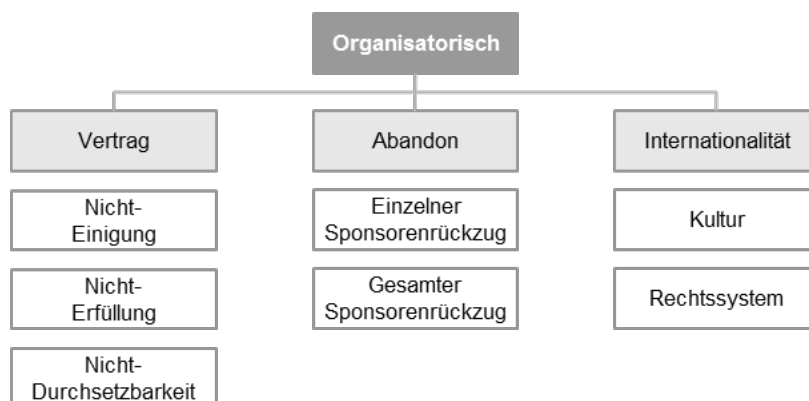 Organisatorisch
Vertrag
Abandon
Internationalität
Nicht-
Einigung
Einzelner
Sponsorenrückzug
Kultur
Nicht-
Erfüllung
Gesamter
Sponsorenrückzug
Rechtssystem
Nicht-
Durchsetzbarkeit